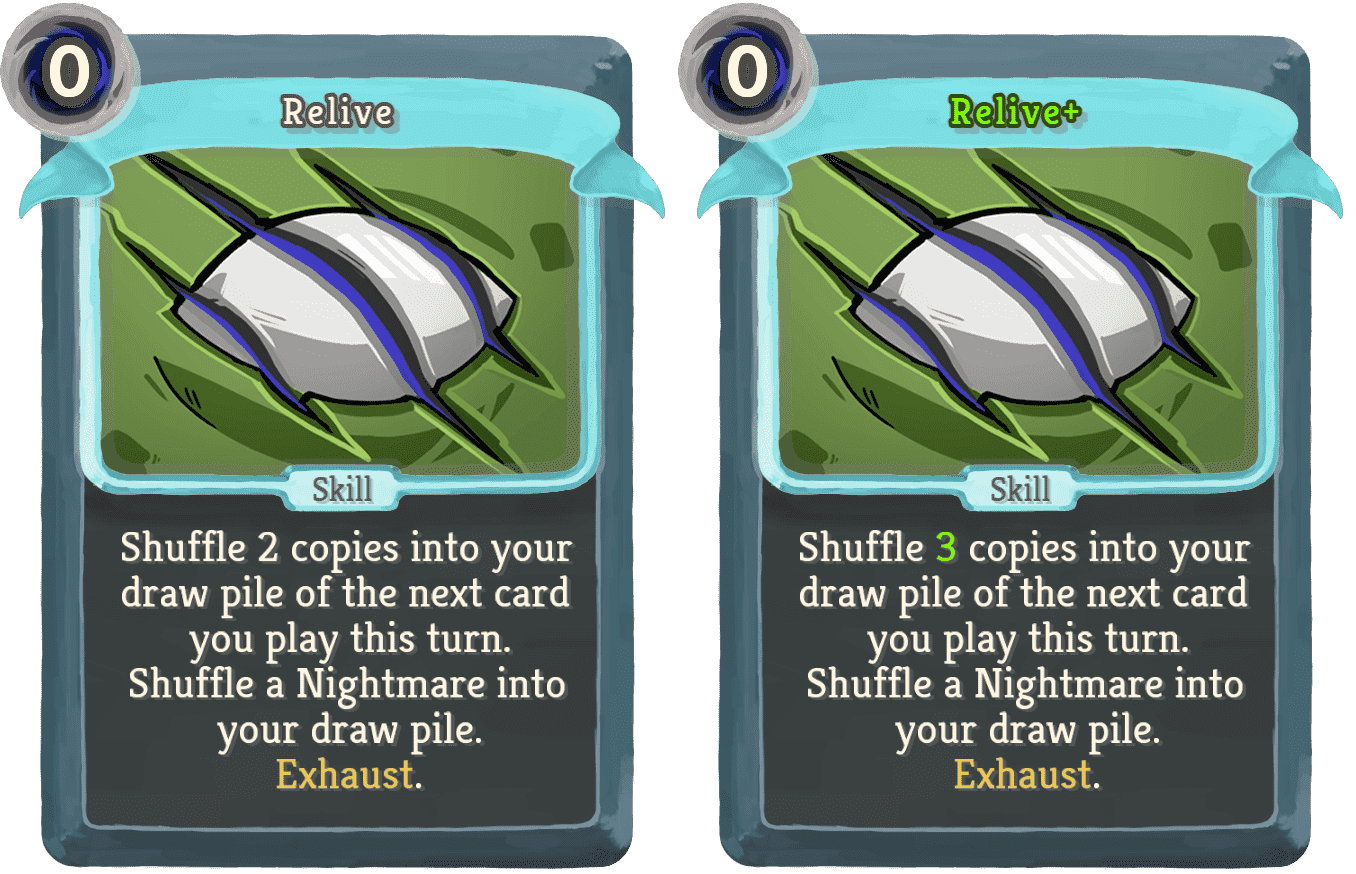 0
Relive
Skill
Shuffle 2 copies into your
draw pile of the next card
you play this turn.
Shuffle a Nightmare into
your draw pile.
Exhaust.
0
Relive+
Skill
Shuffle 3 copies into your
draw pile of the next card
you play this turn.
Shuffle a Nightmare into
your draw pile.
Exhaust.